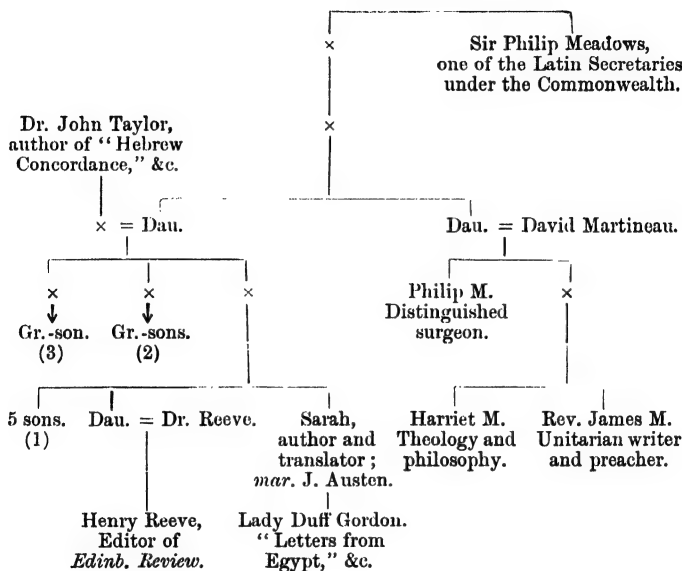 ×
Sir Philip Meadows,
one of the Latin Secretaries
under the Commonwealth.
×
Dr. John Taylor,
author of "Hebrew
Concordance," &c.
× = Dau.
Dau. = David Martineau.
× × ×
Gr.-son. Gr.-sons.
(3) (2)
Philip M.
Distinguished
surgeon.
×
5 sons.
(1)
Dau. = Dr. Reeve.
Sarah,
author and
translator;
mar. J. Austen.
Harriet M.
Theology and
philosophy.
Rev. James M.
Unitarian writer
and preacher.
Henry Reeve,
Editor of
Edinb. Review.
Lady Duff Gordon.
"Letters from
Egypt," &c.